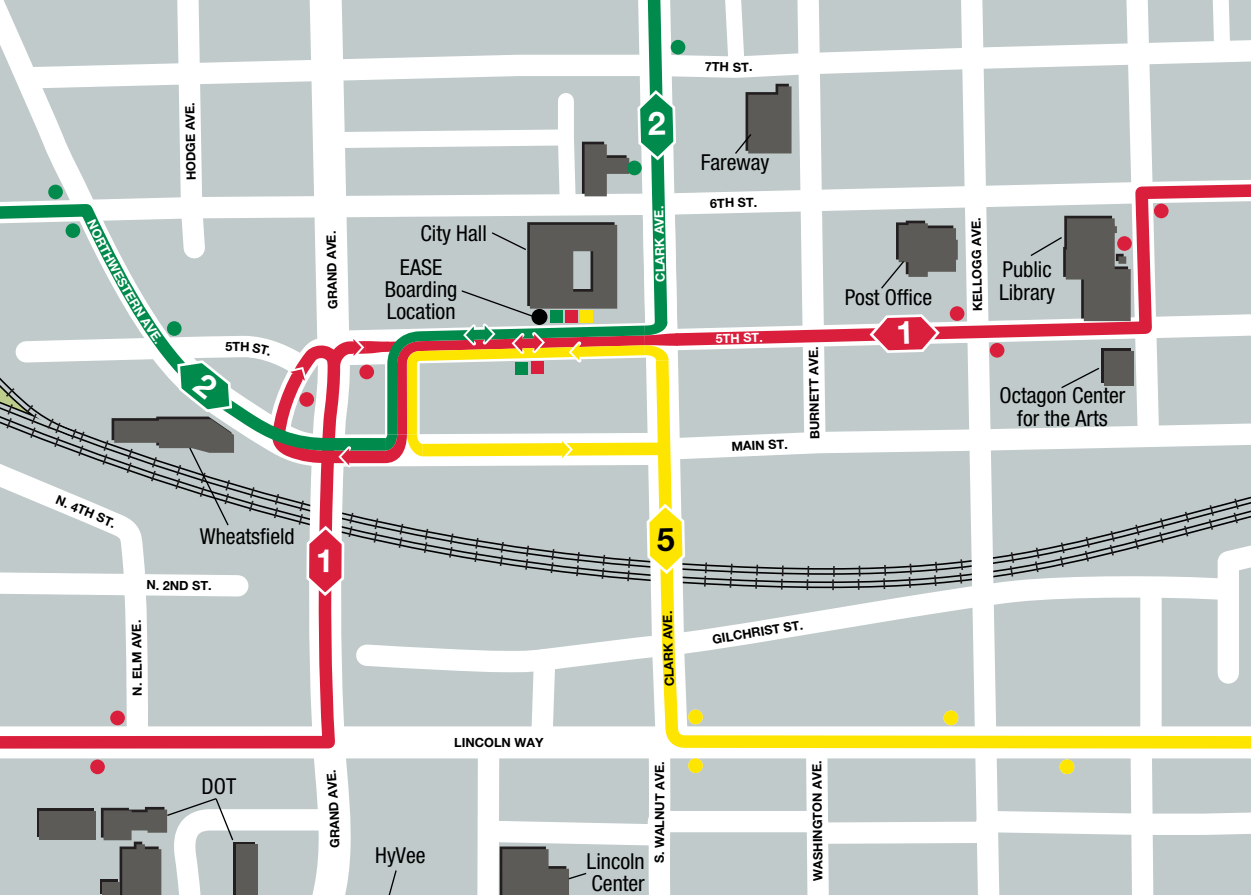 7TH ST.
HODGE AVE.
2
Fareway
6TH ST.
CLARK AVE.
NORTHWESTERN AVE.
GRAND AVE.
City Hall
EASE
Boarding
Location
KELLOGG AVE.
Post Office
Public
Library
5TH ST.
5TH ST.
1
2
BURNETT AVE.
Octagon Center
for the Arts
MAIN ST.
N. 4TH ST.
Wheatsfield
1
5
N. 2ND ST.
N. ELM AVE.
CLARK AVE.
GILCHRIST ST.
LINCOLN WAY
DOT
GRAND AVE.
S. WALNUT AVE.
WASHINGTON AVE.
HyVee
Lincoln
Center